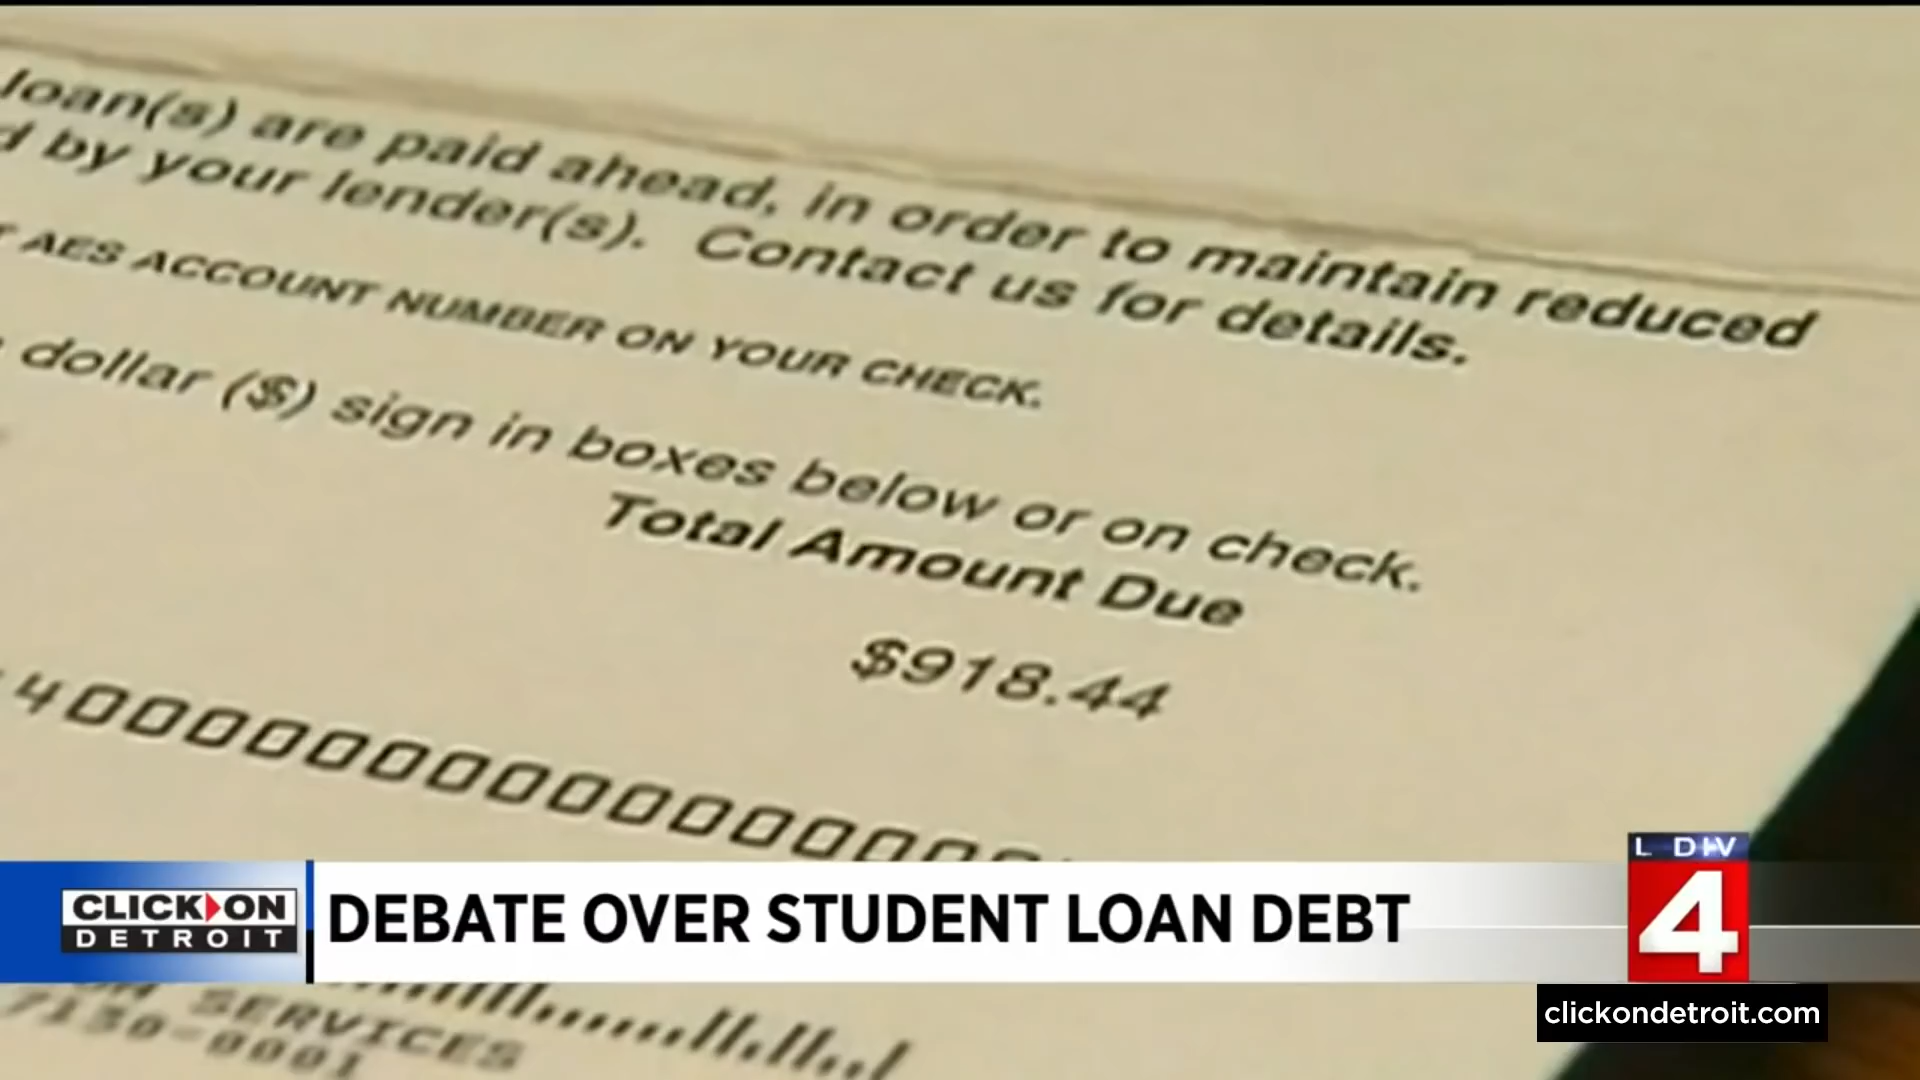 loan(s) are paid ahead, in order to maintain reduced
by your lender(s). Contact us for details.
AES ACCOUNT NUMBER ON YOUR CHECK.
dollar ($) sign in boxes below or on check.
Total Amount Due
$918.44
CLICK ON
DETROIT
DEBATE OVER STUDENT LOAN DEBT
4
SERVICES
7130-0001
clickondetroit.com